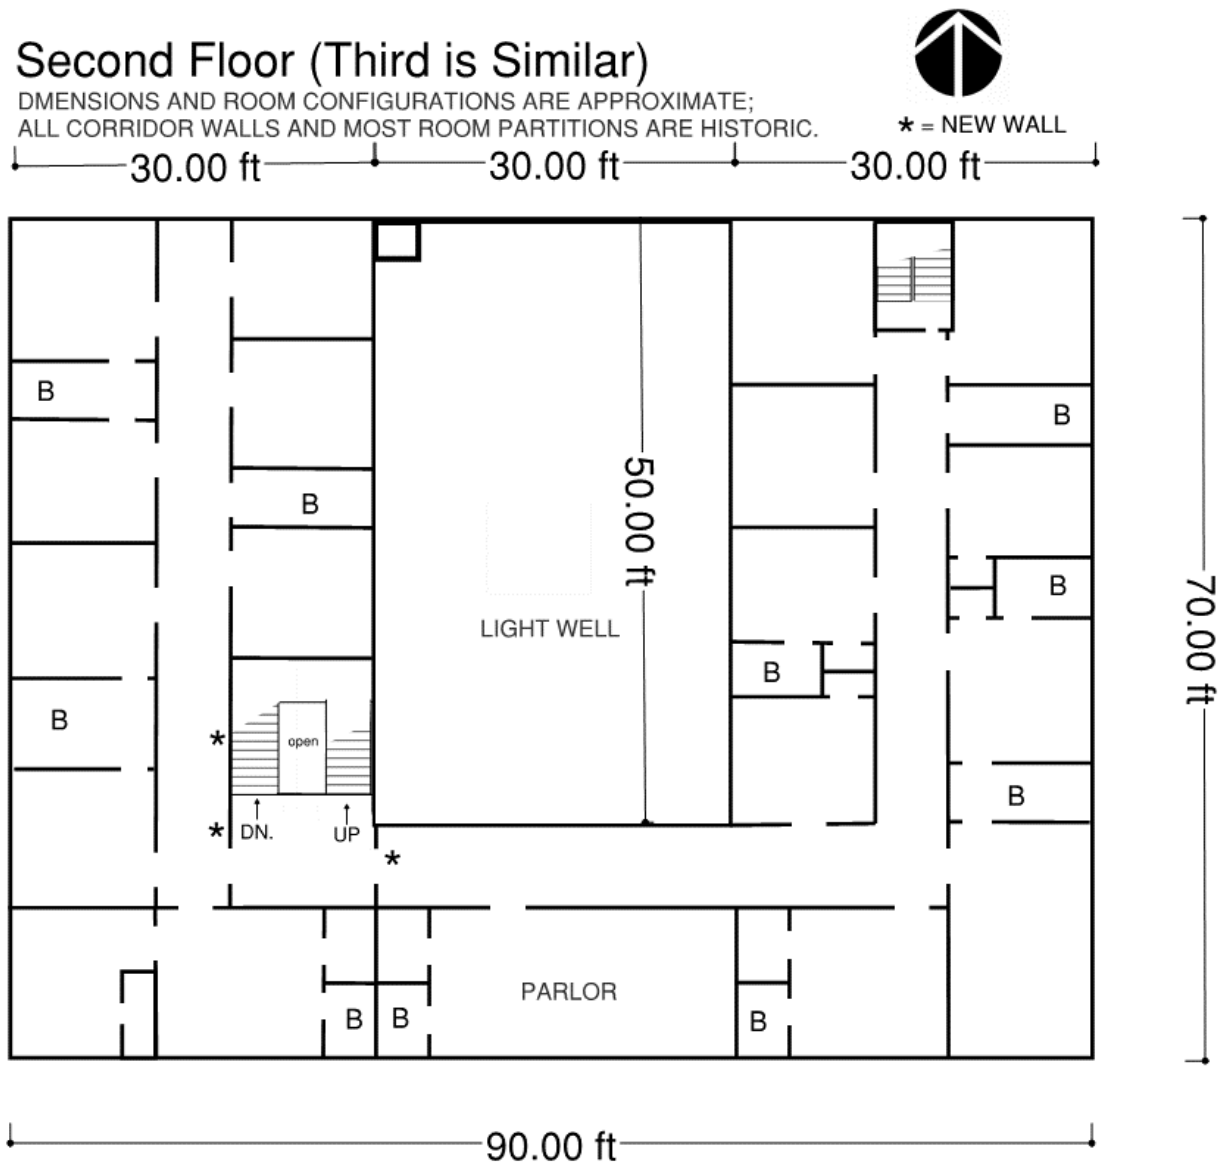 Second Floor (Third is Similar)
DMENSIONS AND ROOM CONFIGURATIONS ARE APPROXIMATE;
ALL CORRIDOR WALLS AND MOST ROOM PARTITIONS ARE HISTORIC.
* = NEW WALL
30.00 ft
30.00 ft
30.00 ft
B
B
B
50.00 ft
B
LIGHT WELL
70.00 ft
B
B
*
open
B
*
DN.
UP
*
PARLOR
B
B
B
90.00 ft